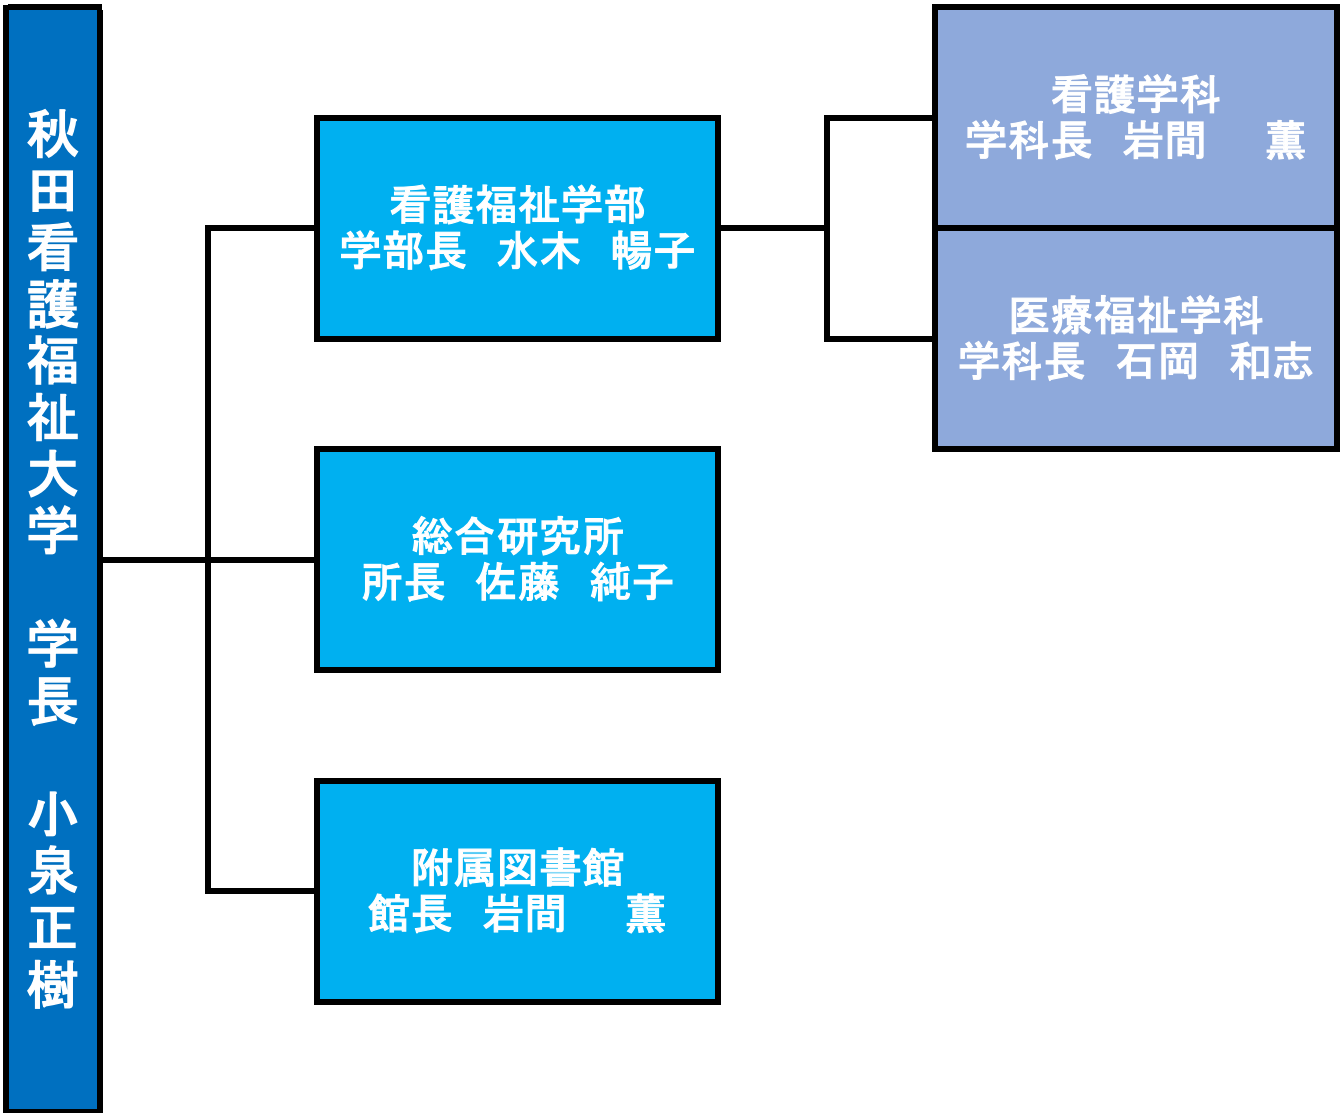 秋田看護福祉大学　学長　小泉正樹
看護福祉学部
学部長　水木　暢子
看護学科
学科長　岩間　薫
医療福祉学科
学科長　石岡　和志
総合研究所
所長　佐藤　純子
附属図書館
館長　岩間　薫